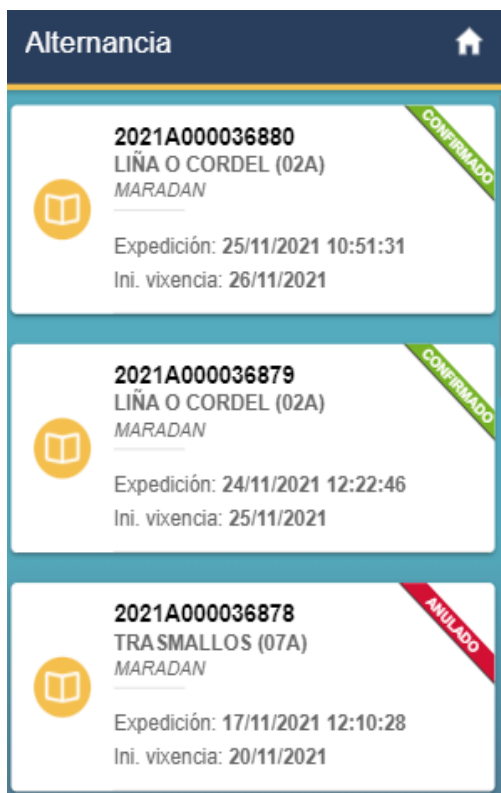 Alternancia
CONFIRMADO
2021A000036880
LIÑA O CORDEL (02A)
MARADAN
Expedición: 25/11/2021 10:51:31
Ini. vixencia: 26/11/2021
CONFIRMADO
2021A000036879
LIÑA O CORDEL (02A)
MARADAN
Expedición: 24/11/2021 12:22:46
Ini. vixencia: 25/11/2021
ANULADO
2021A000036878
TRASMALLOS (07A)
MARADAN
Expedición: 17/11/2021 12:10:28
Ini. vixencia: 20/11/2021